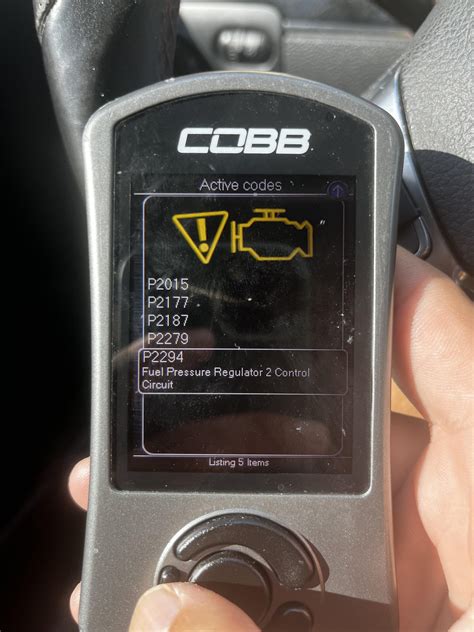 COBB
Active codes
P2015
P2177
P2187
P2279
P2294
Fuel Pressure Regulator 2 Control
Circuit
Listing 5 Items